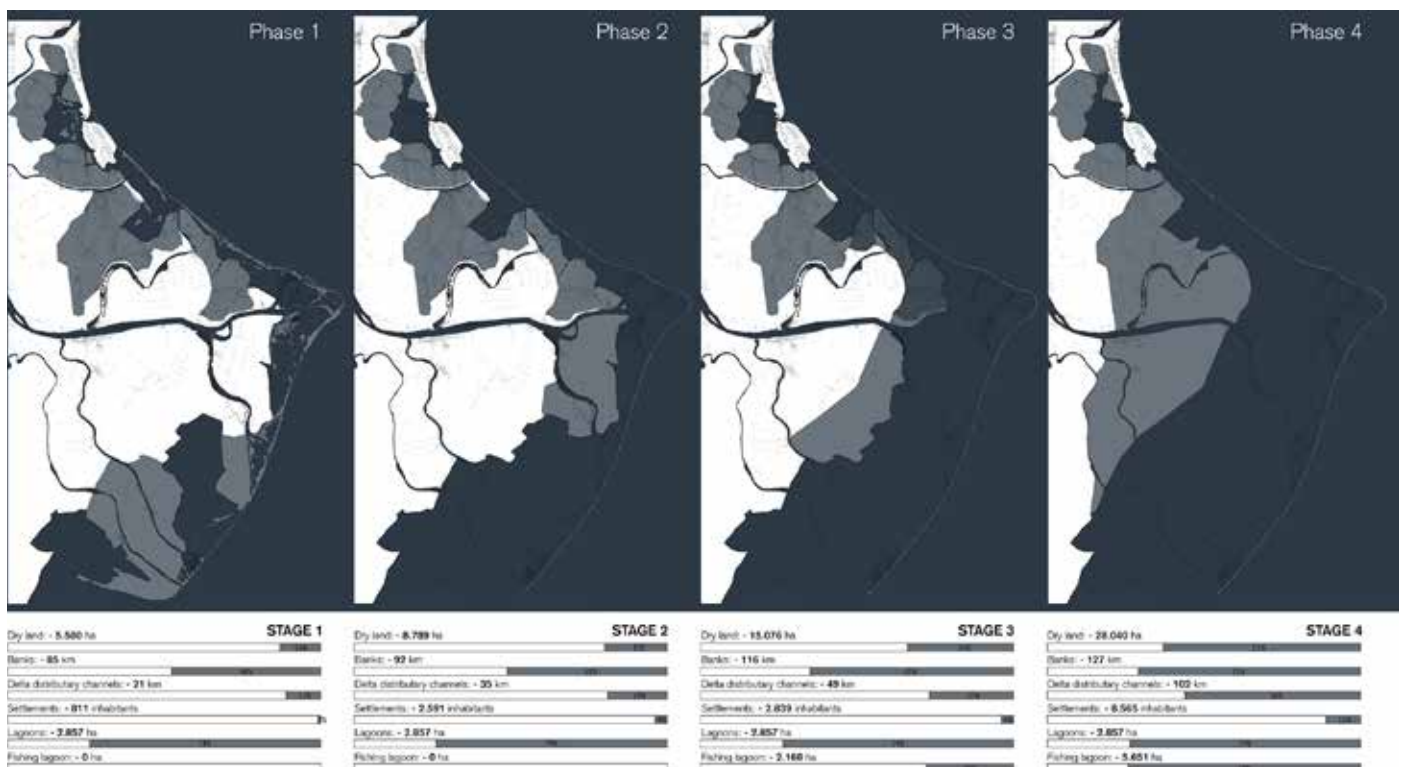 Phase 1
Phase 2
Phase 3
Phase 4
STAGE 1
Dry land: - 5.580 ha
Banks: - 85 km
Delta distributary channels: - 21 km
Settlements: - 811 inhabitants
Lagoons: - 2.857 ha
Fishing lagoon: - 0 ha
STAGE 2
Dry land: - 8.789 ha
Banks: - 92 km
Delta distributary channels: - 35 km
Settlements: - 2.591 inhabitants
Lagoons: - 2.857 ha
Fishing lagoon: - 0 ha
STAGE 3
Dry land: - 15.076 ha
Banks: - 116 km
Delta distributary channels: - 49 km
Settlements: - 2.839 inhabitants
Lagoons: - 2.857 ha
Fishing lagoon: - 2.168 ha
STAGE 4
Dry land: - 28.040 ha
Banks: - 127 km
Delta distributary channels: - 102 km
Settlements: - 8.565 inhabitants
Lagoons: - 2.857 ha
Fishing lagoon: - 5.651 ha